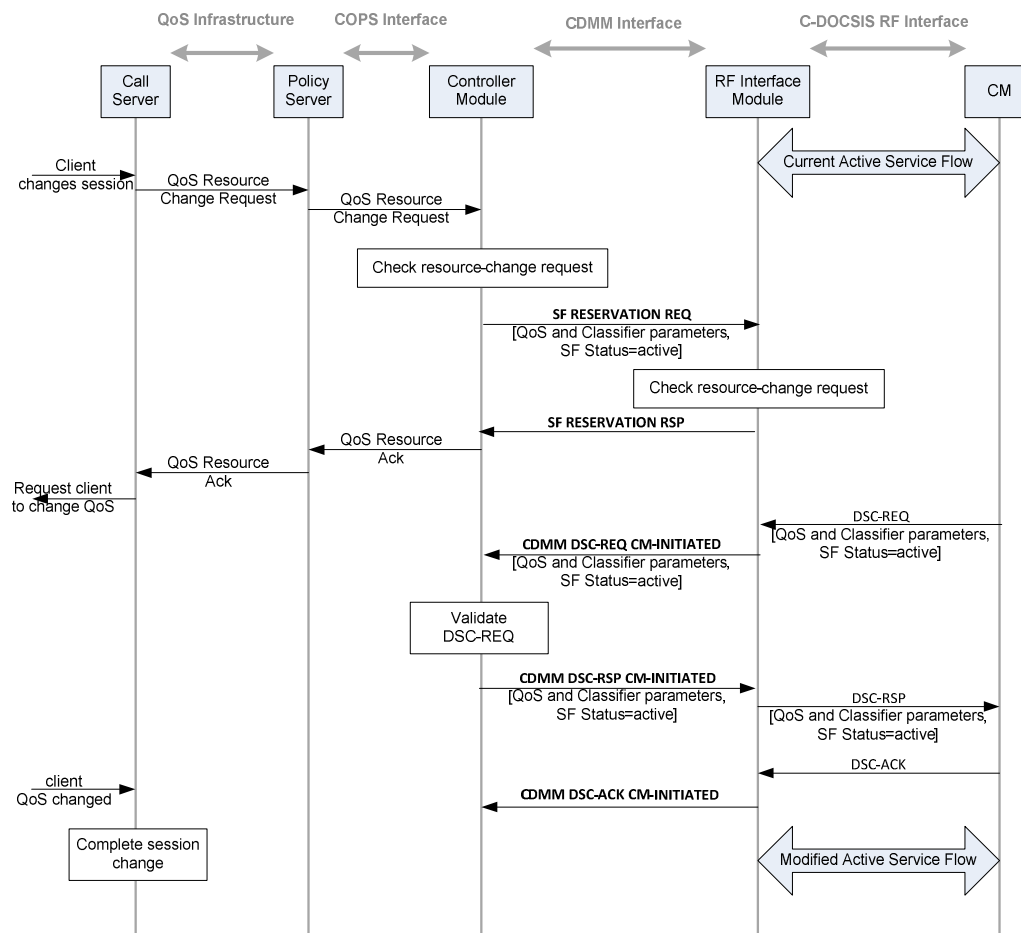 QoS Infrastructure
COPS Interface
CDMM Interface
C-DOCSIS RF Interface
Call
Server
Policy
Server
Controller
Module
RF Interface
Module
CM
Client
changes session
Current Active Service Flow
QoS Resource
Change Request
QoS Resource
Change Request
Check resource-change request
SF RESERVATION REQ
[QoS and Classifier parameters,
SF Status=active]
Check resource-change request
SF RESERVATION RSP
QoS Resource
Ack
QoS Resource
Ack
Request client
to change QoS
DSC-REQ
[QoS and Classifier parameters,
SF Status=active]
CDMM DSC-REQ CM-INITIATED
[QoS and Classifier parameters,
SF Status=active]
Validate
DSC-REQ
CDMM DSC-RSP CM-INITIATED
[QoS and Classifier parameters,
SF Status=active]
DSC-RSP
[QoS and Classifier parameters,
SF Status=active]
DSC-ACK
client
QoS changed
CDMM DSC-ACK CM-INITIATED
Complete session
change
Modified Active Service Flow